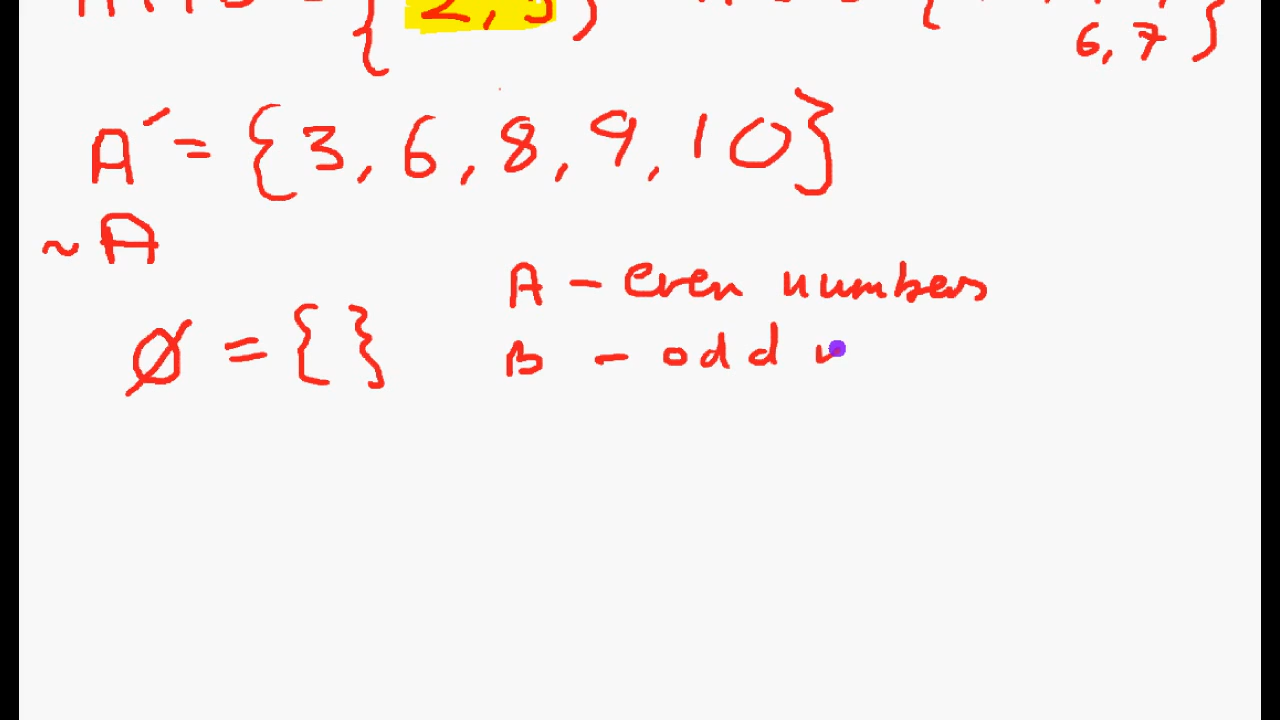 6, 7
A′ = {3, 6, 8, 9, 10}
~ A
A - even numbers
∅ = { }
B - odd